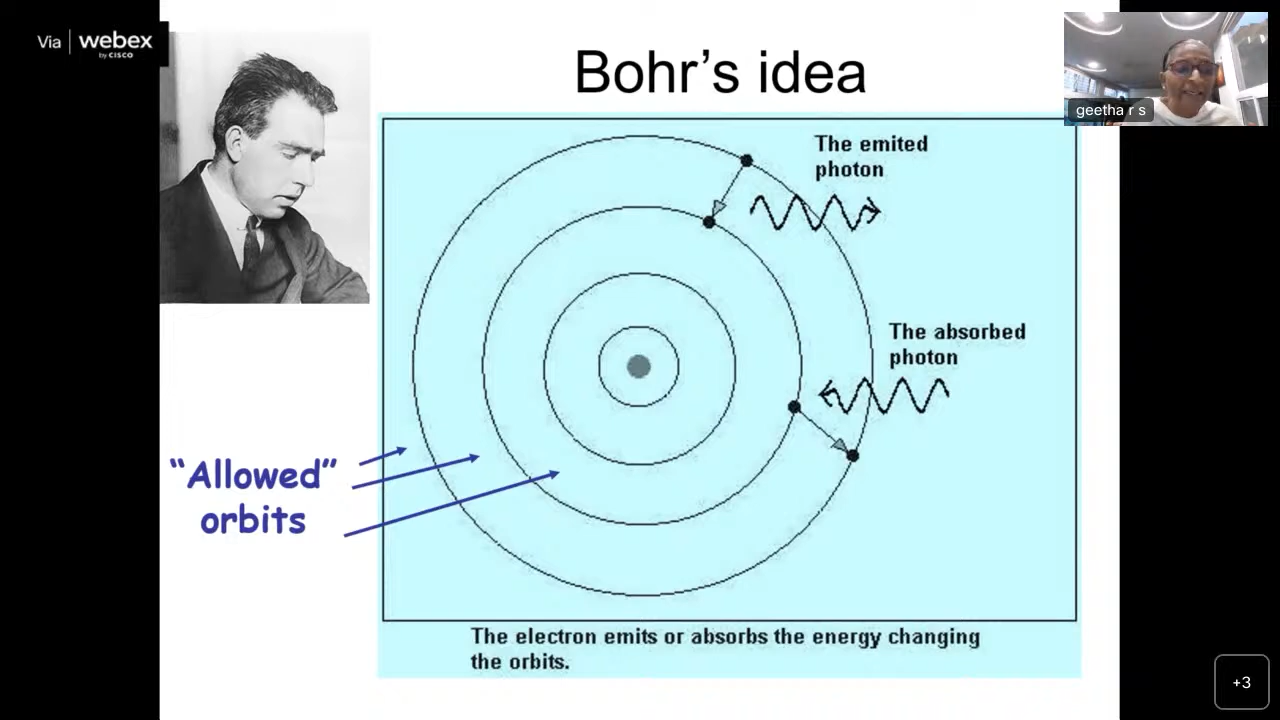 Via webex
by CISCO
Bohr's idea
geetha r s
The emited
photon
The absorbed
photon
“Allowed”
orbits
The electron emits or absorbs the energy changing
the orbits.
+3